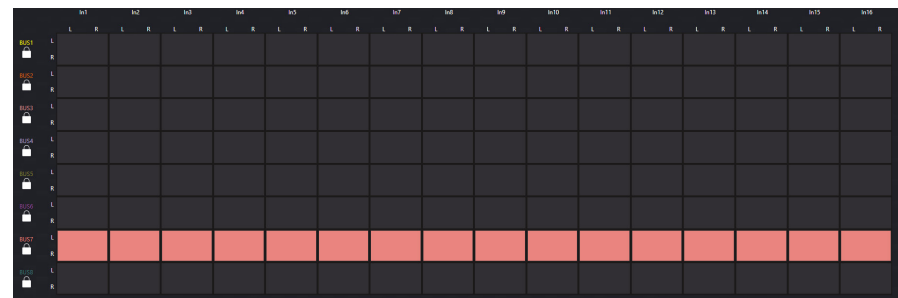 In1 In2 In3 In4 In5 In6 In7 In8 In9 In10 In11 In12 In13 In14 In15 In16
L R L R L R L R L R L R L R L R L R L R L R L R L R L R L R L R
BUS1 L
R
BUS2 L
R
BUS3 L
R
BUS4 L
R
BUS5 L
R
BUS6 L
R
BUS7 L
R
BUS8 L
R